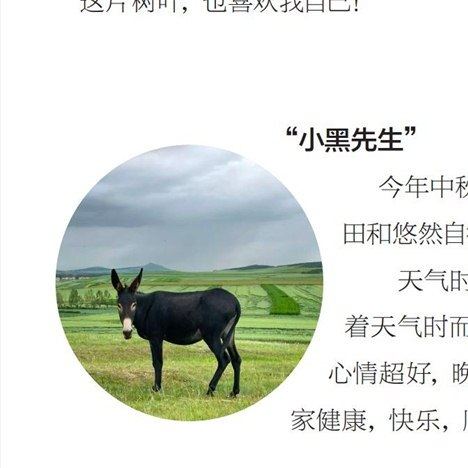 这片树叶，也喜欢我自己！
“小黑先生”
今年中秋
田和悠然自
天气时
着天气时而
心情超好，晚
家健康，快乐，